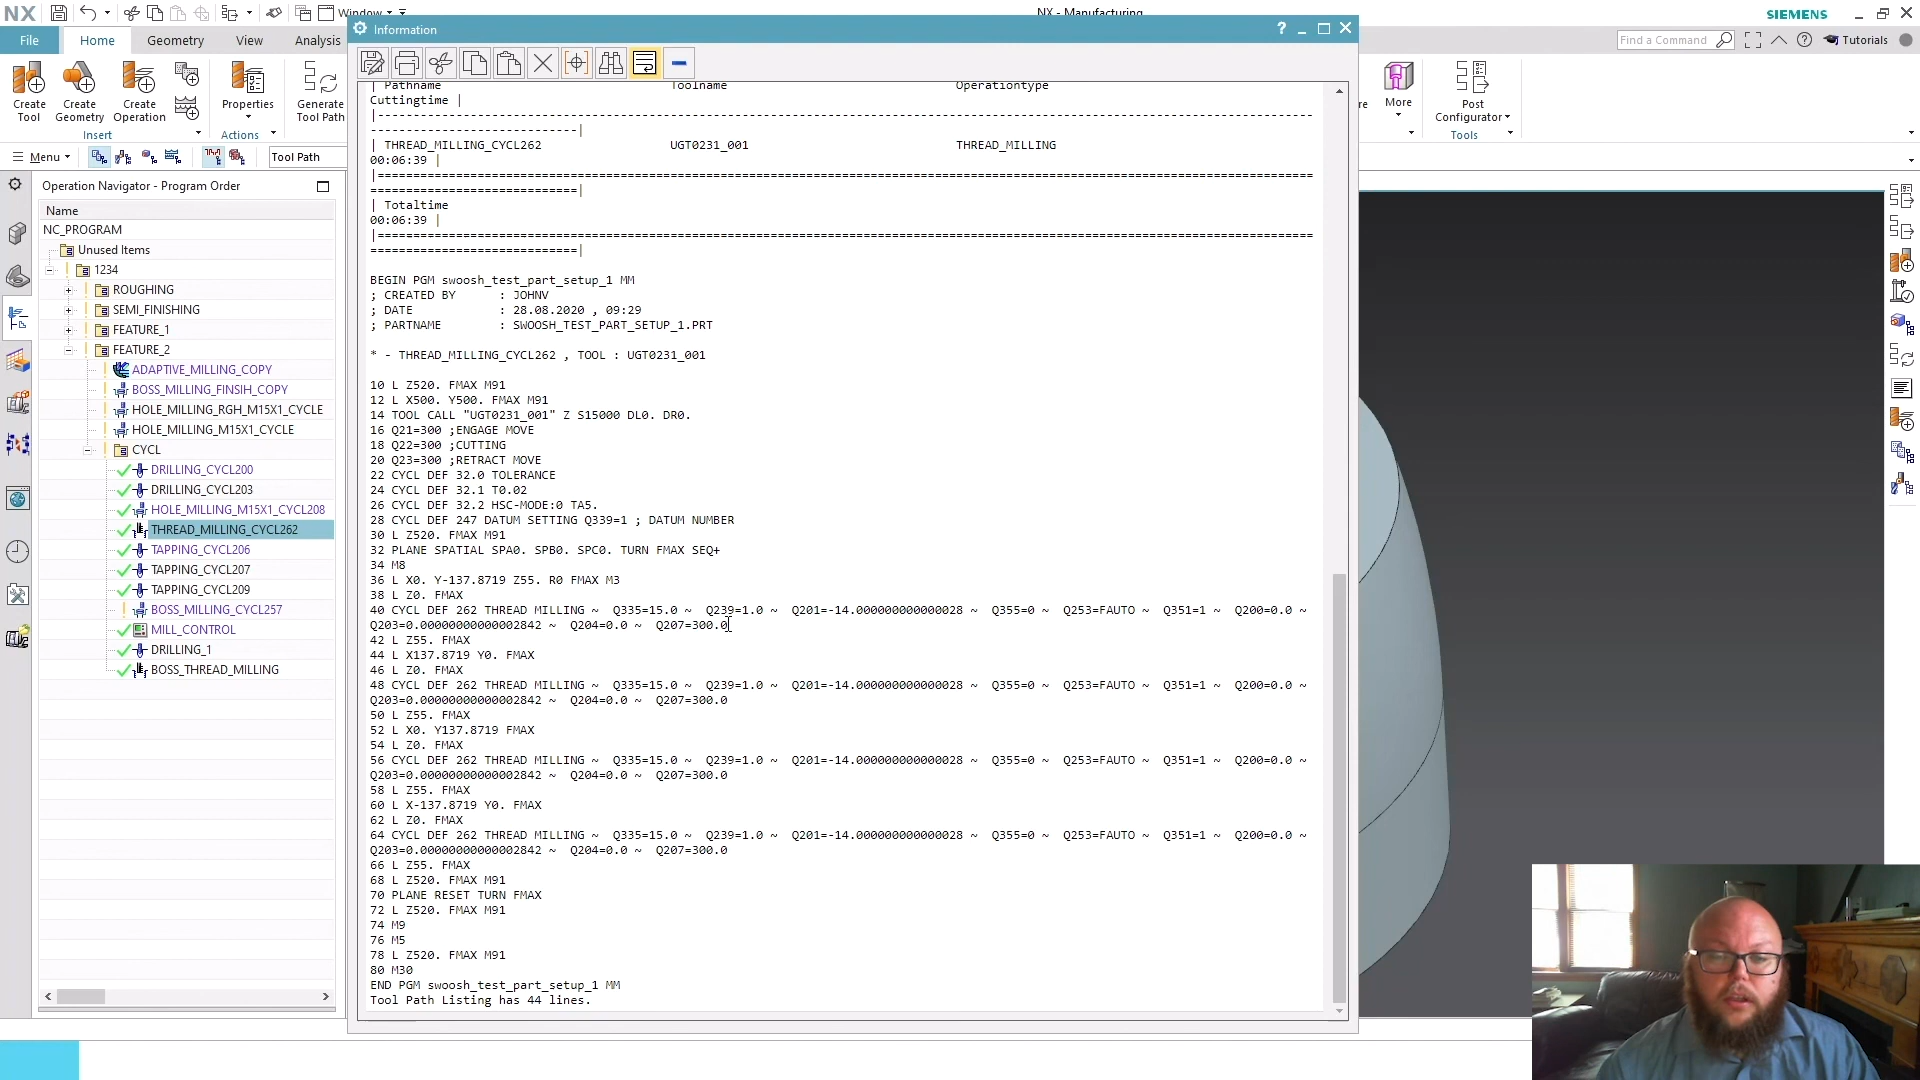 NX
Window
NX - Manufacturing
SIEMENS
File
Home
Geometry
View
Analysis
Find a Command
Tutorials
Create Tool
Create Geometry
Create Operation
Properties
Generate Tool Path
Insert
Actions
More
Post Configurator
Tools
Menu
Tool Path
Operation Navigator - Program Order
Name
NC_PROGRAM
Unused Items
1234
ROUGHING
SEMI_FINISHING
FEATURE_1
FEATURE_2
ADAPTIVE_MILLING_COPY
BOSS_MILLING_FINSIH_COPY
HOLE_MILLING_RGH_M15X1_CYCLE
HOLE_MILLING_M15X1_CYCLE
CYCL
DRILLING_CYCL200
DRILLING_CYCL203
HOLE_MILLING_M15X1_CYCL208
THREAD_MILLING_CYCL262
TAPPING_CYCL206
TAPPING_CYCL207
TAPPING_CYCL209
BOSS_MILLING_CYCL257
MILL_CONTROL
DRILLING_1
BOSS_THREAD_MILLING
Information
| Pathname Toolname Operationtype
Cuttingtime |
| THREAD_MILLING_CYCL262 UGT0231_001 THREAD_MILLING
00:06:39 |
| Totaltime
00:06:39 |
BEGIN PGM swoosh_test_part_setup_1 MM
; CREATED BY : JOHNV
; DATE : 28.08.2020 , 09:29
; PARTNAME : SWOOSH_TEST_PART_SETUP_1.PRT
* - THREAD_MILLING_CYCL262 , TOOL : UGT0231_001
10 L Z520. FMAX M91
12 L X500. Y500. FMAX M91
14 TOOL CALL "UGT0231_001" Z S15000 DL0. DR0.
16 Q21=300 ;ENGAGE MOVE
18 Q22=300 ;CUTTING
20 Q23=300 ;RETRACT MOVE
22 CYCL DEF 32.0 TOLERANCE
24 CYCL DEF 32.1 T0.02
26 CYCL DEF 32.2 HSC-MODE:0 TA5.
28 CYCL DEF 247 DATUM SETTING Q339=1 ; DATUM NUMBER
30 L Z520. FMAX M91
32 PLANE SPATIAL SPA0. SPB0. SPC0. TURN FMAX SEQ+
34 M8
36 L X0. Y-137.8719 Z55. R0 FMAX M3
38 L Z0. FMAX
40 CYCL DEF 262 THREAD MILLING ~ Q335=15.0 ~ Q239=1.0 ~ Q201=-14.000000000000028 ~ Q355=0 ~ Q253=FAUTO ~ Q351=1 ~ Q200=0.0 ~
Q203=0.00000000000002842 ~ Q204=0.0 ~ Q207=300.0
42 L Z55. FMAX
44 L X137.8719 Y0. FMAX
46 L Z0. FMAX
48 CYCL DEF 262 THREAD MILLING ~ Q335=15.0 ~ Q239=1.0 ~ Q201=-14.000000000000028 ~ Q355=0 ~ Q253=FAUTO ~ Q351=1 ~ Q200=0.0 ~
Q203=0.00000000000002842 ~ Q204=0.0 ~ Q207=300.0
50 L Z55. FMAX
52 L X0. Y137.8719 FMAX
54 L Z0. FMAX
56 CYCL DEF 262 THREAD MILLING ~ Q335=15.0 ~ Q239=1.0 ~ Q201=-14.000000000000028 ~ Q355=0 ~ Q253=FAUTO ~ Q351=1 ~ Q200=0.0 ~
Q203=0.00000000000002842 ~ Q204=0.0 ~ Q207=300.0
58 L Z55. FMAX
60 L X-137.8719 Y0. FMAX
62 L Z0. FMAX
64 CYCL DEF 262 THREAD MILLING ~ Q335=15.0 ~ Q239=1.0 ~ Q201=-14.000000000000028 ~ Q355=0 ~ Q253=FAUTO ~ Q351=1 ~ Q200=0.0 ~
Q203=0.00000000000002842 ~ Q204=0.0 ~ Q207=300.0
66 L Z55. FMAX
68 L Z520. FMAX M91
70 PLANE RESET TURN FMAX
72 L Z520. FMAX M91
74 M9
76 M5
78 L Z520. FMAX M91
80 M30
END PGM swoosh_test_part_setup_1 MM
Tool Path Listing has 44 lines.